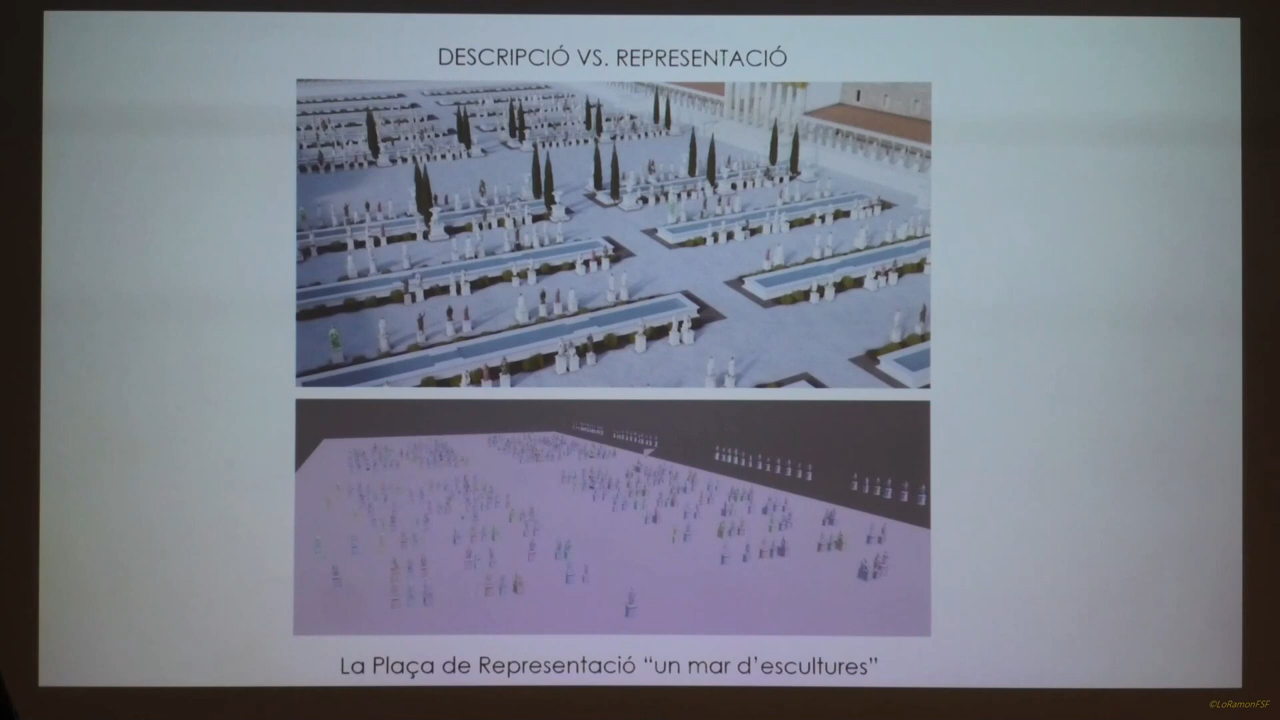 DESCRIPCIÓ VS. REPRESENTACIÓ
La Plaça de Representació “un mar d’escultures”
©LoRamonFSF